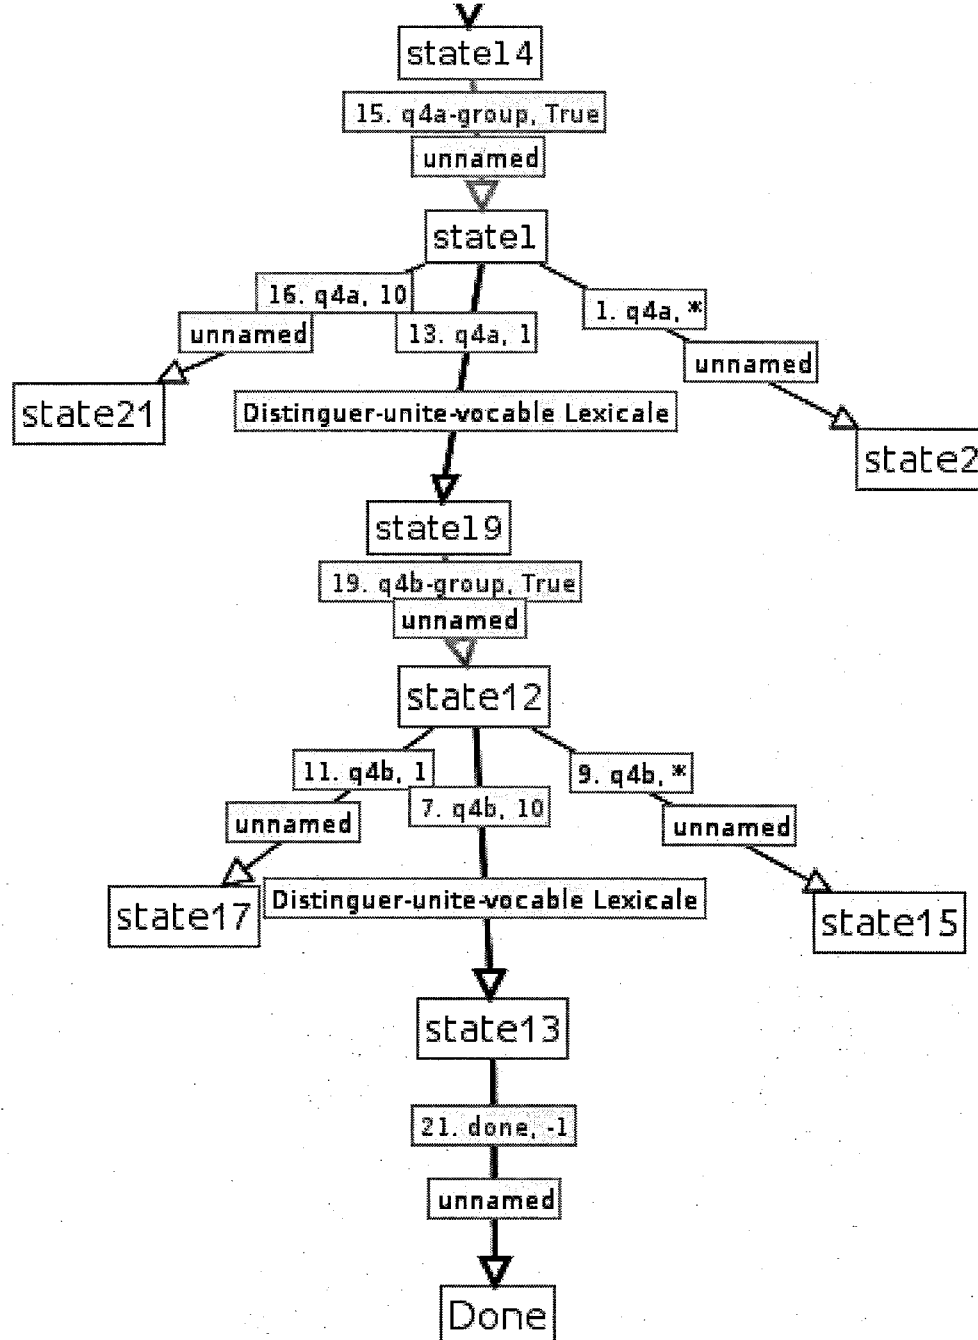 state14
15. q4a-group, True
unnamed
state1
16. q4a, 10
1. q4a, *
unnamed
13. q4a, 1
unnamed
state21
Distinguer-unite-vocable Lexicale
state2
state19
19. q4b-group, True
unnamed
state12
11. q4b, 1
9. q4b, *
7. q4b, 10
unnamed
unnamed
Distinguer-unite-vocable Lexicale
state17
state15
state13
21. done, -1
unnamed
Done